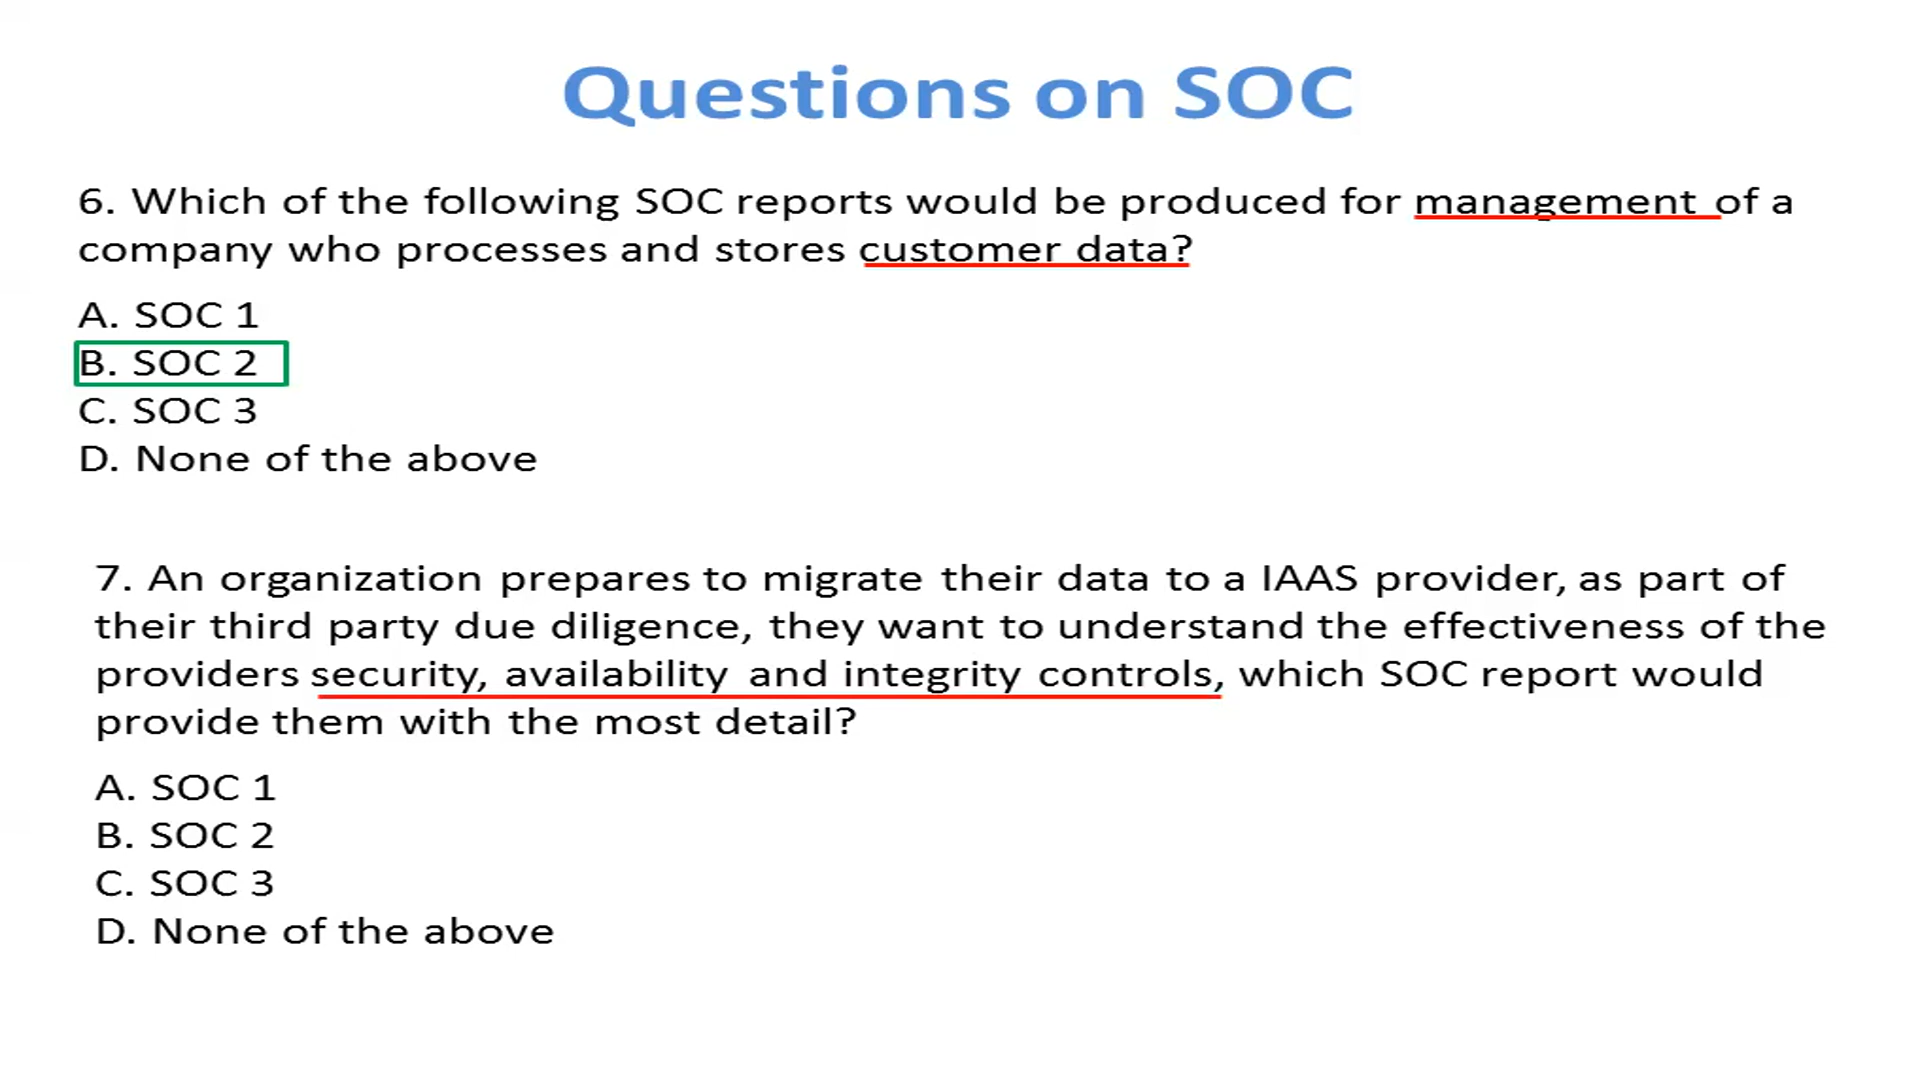 Questions on SOC
6. Which of the following SOC reports would be produced for management of a
company who processes and stores customer data?
A. SOC 1
B. SOC 2
C. SOC 3
D. None of the above
7. An organization prepares to migrate their data to a IAAS provider, as part of
their third party due diligence, they want to understand the effectiveness of the
providers security, availability and integrity controls, which SOC report would
provide them with the most detail?
A. SOC 1
B. SOC 2
C. SOC 3
D. None of the above